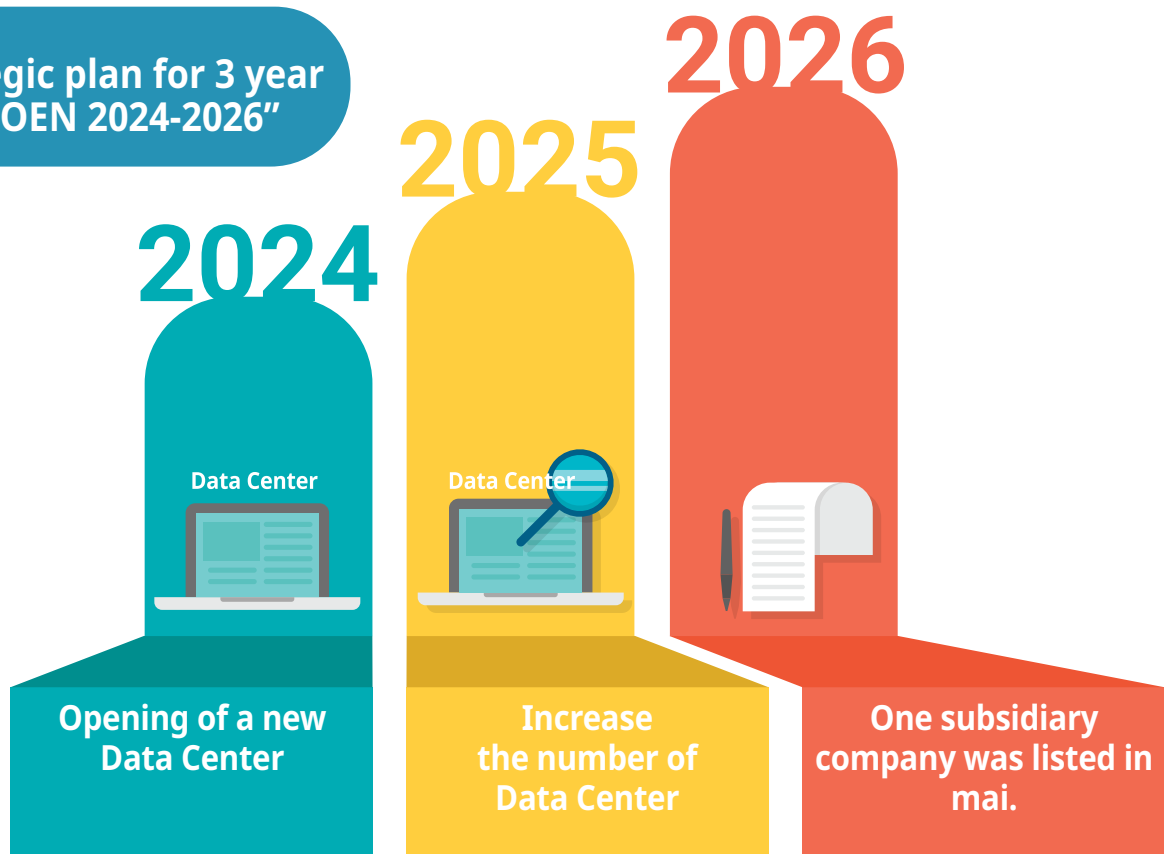 egic plan for 3 year
OEN 2024-2026”
2024
2025
2026
Data Center
Data Center
Opening of a new
Data Center
Increase
the number of
Data Center
One subsidiary
company was listed in
mai.